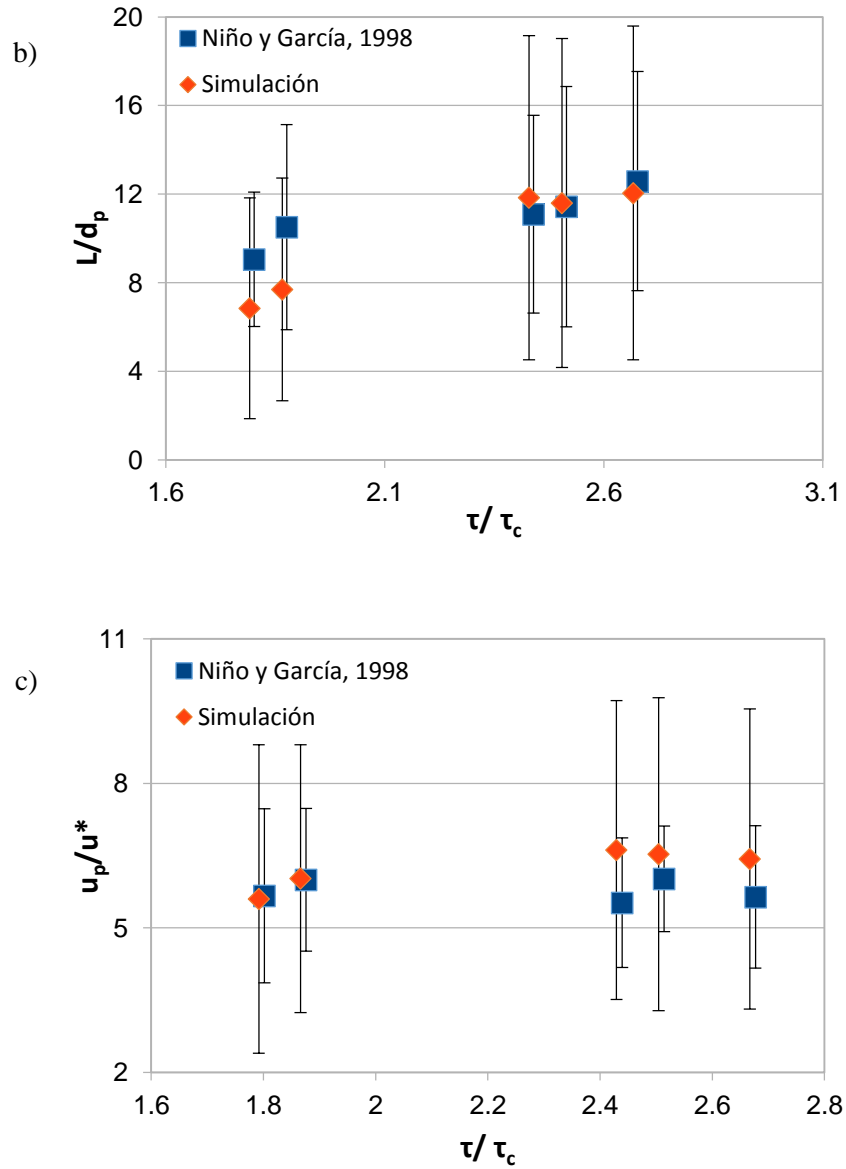 b)
20
16
12
8
4
0
Niño y García, 1998
Simulación
L/dp
1.6 2.1 2.6 3.1
τ/ τc
c)
11
8
5
2
Niño y García, 1998
Simulación
up/u*
1.6 1.8 2 2.2 2.4 2.6 2.8
τ/ τc